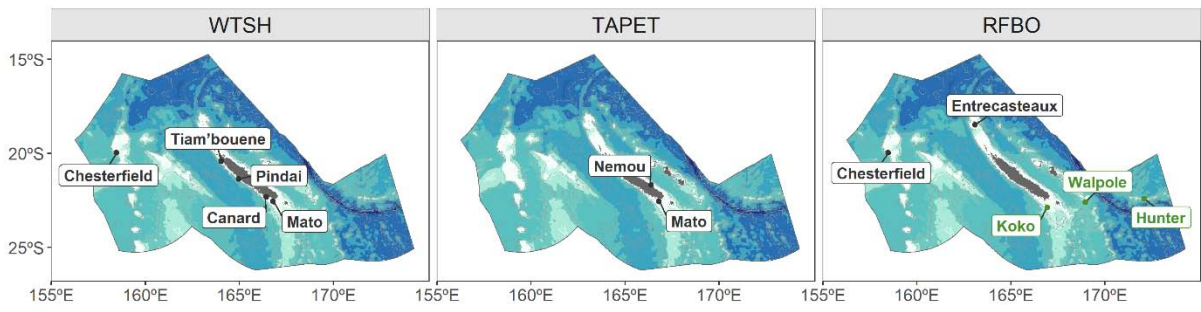 WTSH
TAPET
RFBO
15ºS
20ºS
25ºS
Chesterfield
Tiam'bouene
Pindai
Canard
Mato
Nemou
Mato
Entrecasteaux
Chesterfield
Walpole
Koko
Hunter
155ºE
160ºE
165ºE
170ºE
155ºE
160ºE
165ºE
170ºE
155ºE
160ºE
165ºE
170ºE